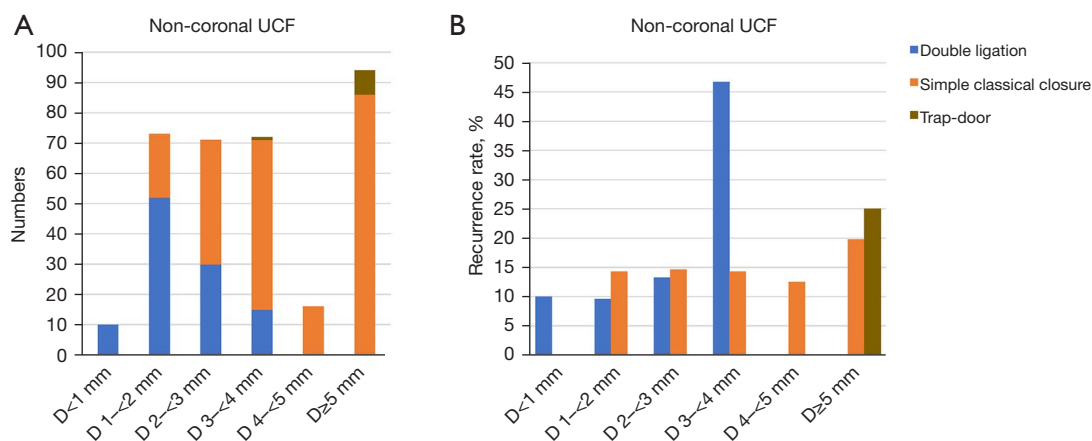 A
Non-coronal UCF
100
90
80
70
60
50
40
30
20
10
0
Numbers
D<1 mm
D 1–<2 mm
D 2–<3 mm
D 3–<4 mm
D 4–<5 mm
D≥5 mm
B
Non-coronal UCF
50
45
40
35
30
25
20
15
10
5
0
Recurrence rate, %
D<1 mm
D 1–<2 mm
D 2–<3 mm
D 3–<4 mm
D 4–<5 mm
D≥5 mm
Double ligation
Simple classical closure
Trap-door